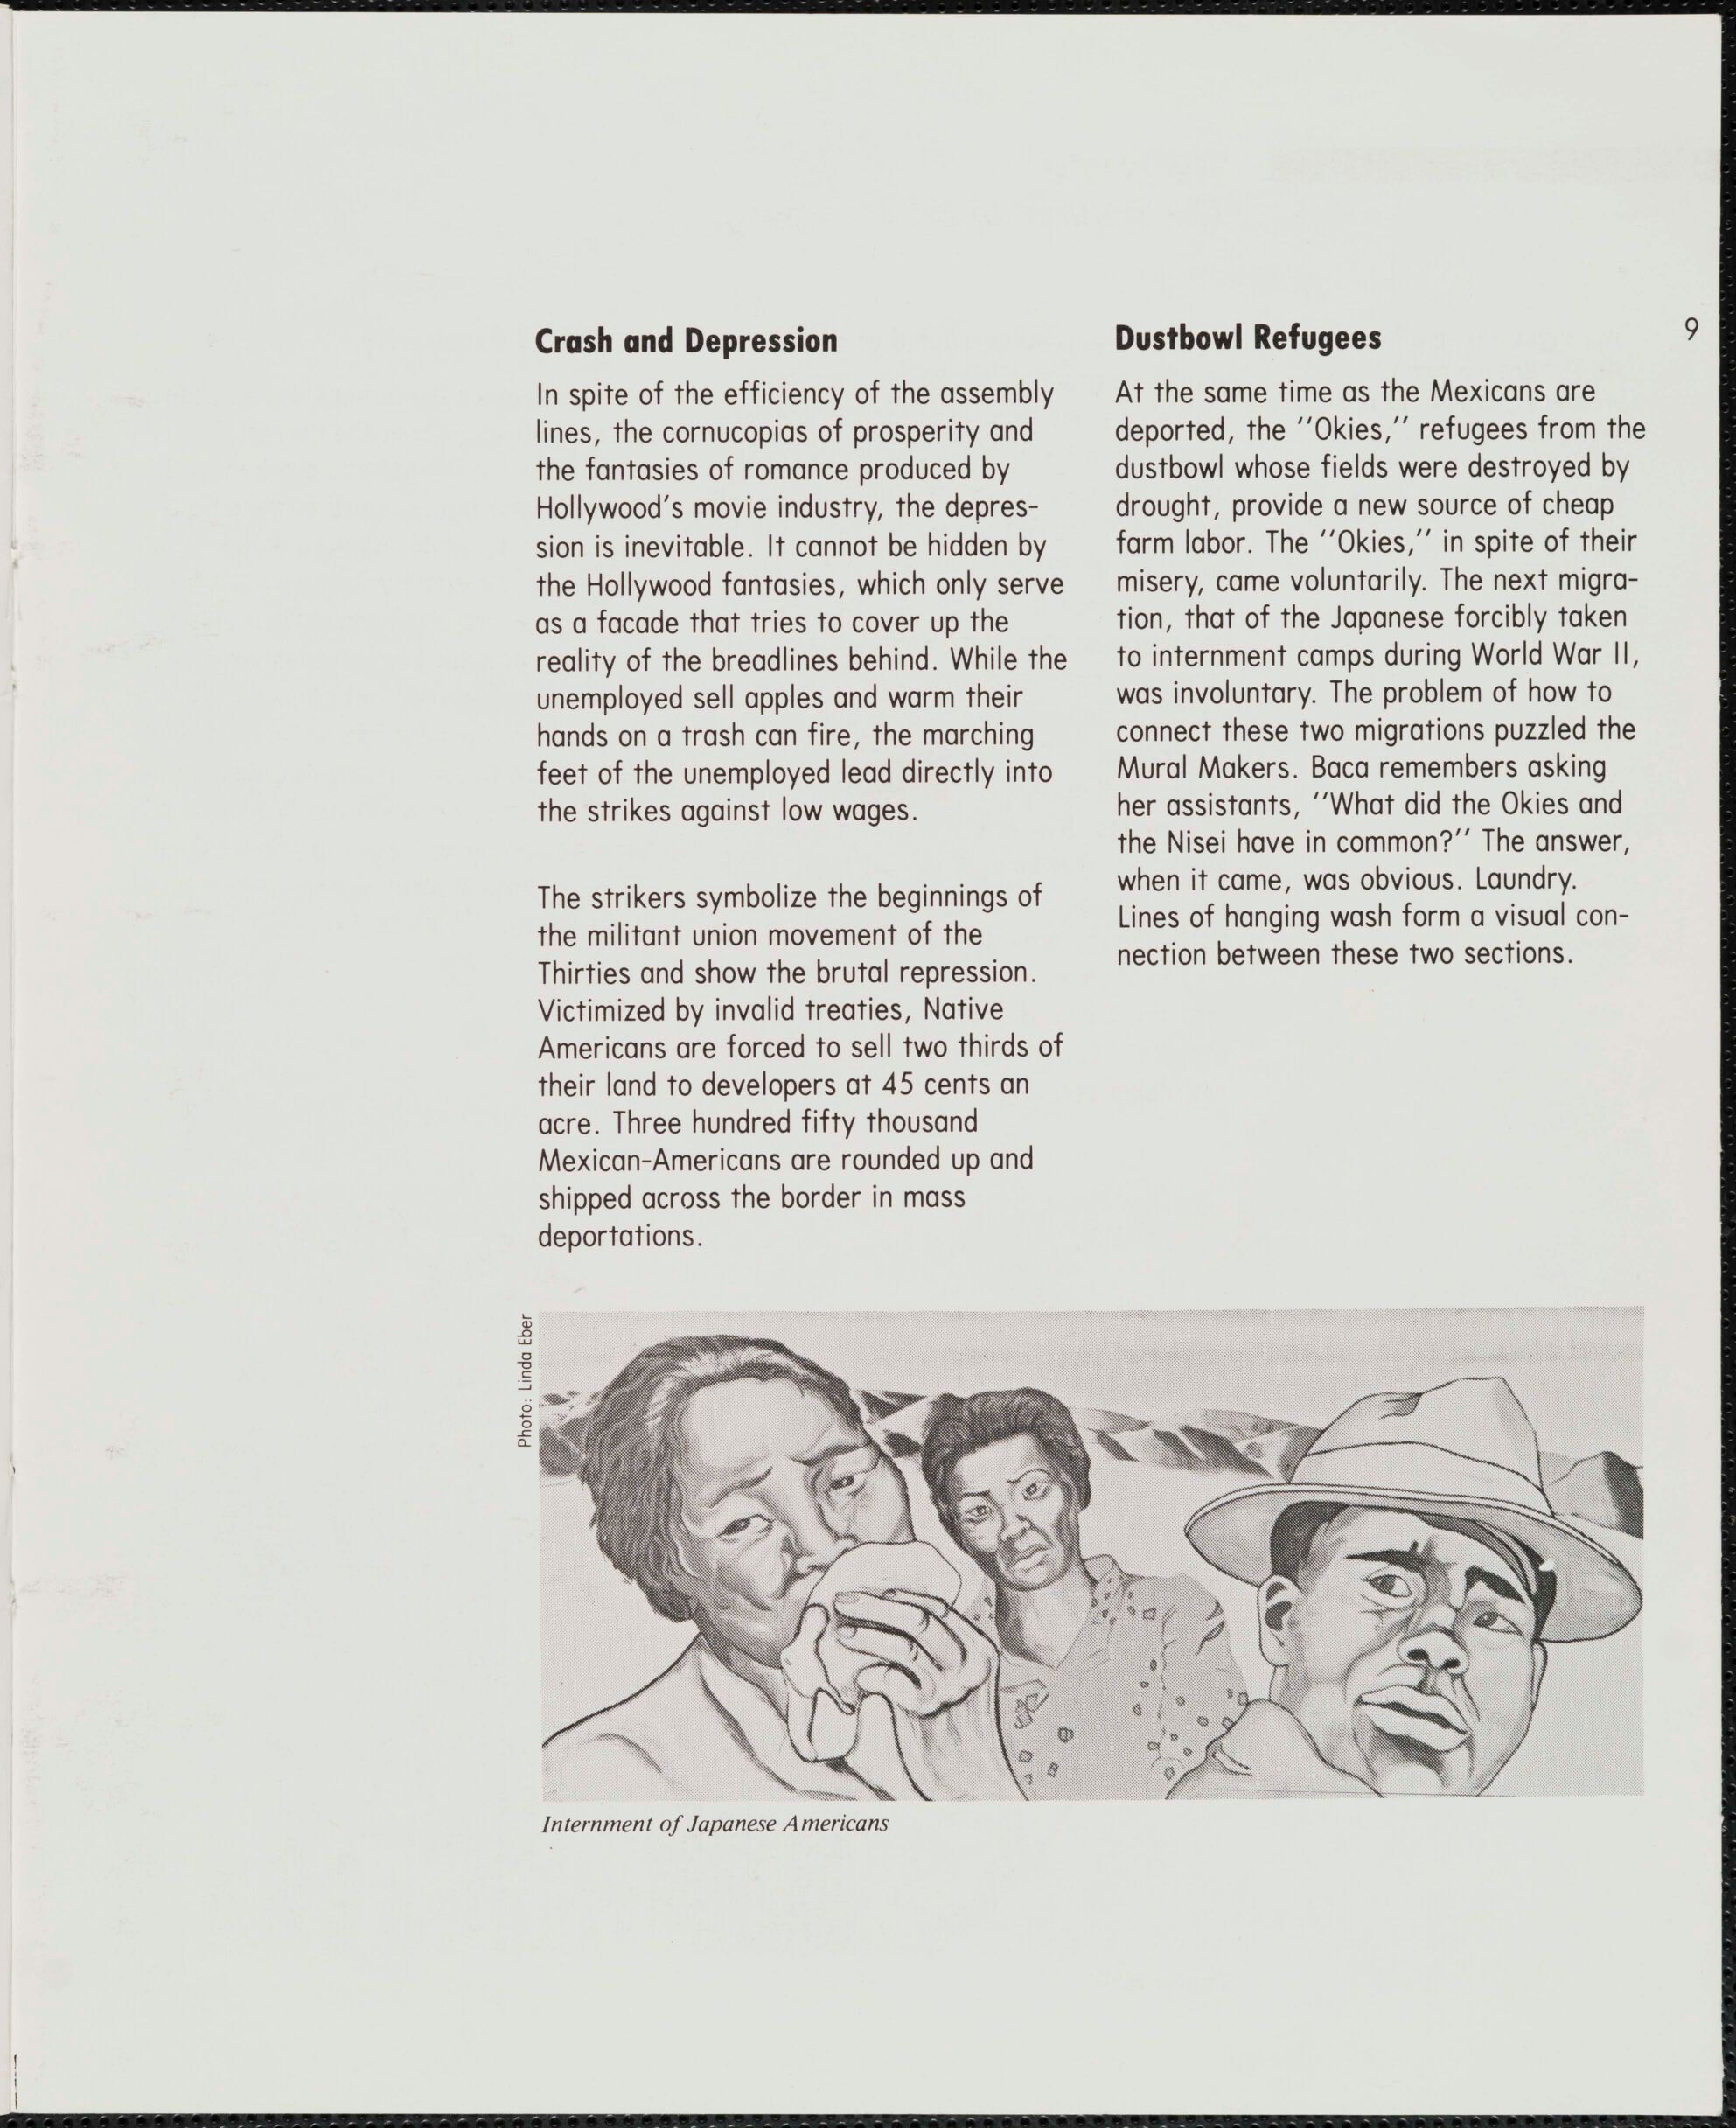 Crash and Depression
In spite of the efficiency of the assembly
lines, the cornucopias of prosperity and
the fantasies of romance produced by
Hollywood's movie industry, the depres-
sion is inevitable. It cannot be hidden by
the Hollywood fantasies, which only serve
as a facade that tries to cover up the
reality of the breadlines behind. While the
unemployed sell apples and warm their
hands on a trash can fire, the marching
feet of the unemployed lead directly into
the strikes against low wages.
The strikers symbolize the beginnings of
the militant union movement of the
Thirties and show the brutal repression.
Victimized by invalid treaties, Native
Americans are forced to sell two thirds of
their land to developers at 45 cents an
acre. Three hundred fifty thousand
Mexican-Americans are rounded up and
shipped across the border in mass
deportations.
Dustbowl Refugees
At the same time as the Mexicans are
deported, the ''Okies,'' refugees from the
dustbowl whose fields were destroyed by
drought, provide a new source of cheap
farm labor. The ''Okies,'' in spite of their
misery, came voluntarily. The next migra-
tion, that of the Japanese forcibly taken
to internment camps during World War II,
was involuntary. The problem of how to
connect these two migrations puzzled the
Mural Makers. Baca remembers asking
her assistants, ''What did the Okies and
the Nisei have in common?'' The answer,
when it came, was obvious. Laundry.
Lines of hanging wash form a visual con-
nection between these two sections.
9
Photo: Linda Eber
Internment of Japanese Americans